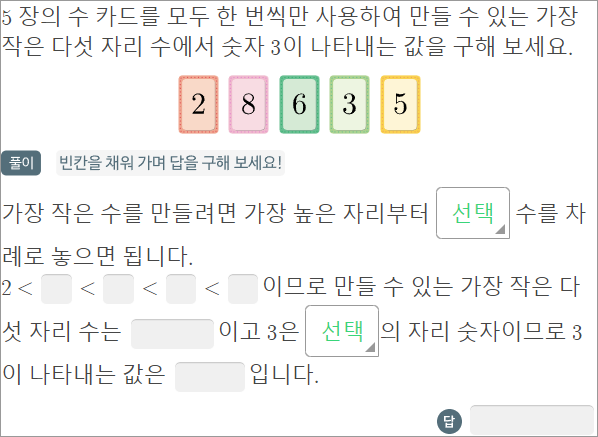 5 장의 수 카드를 모두 한 번씩만 사용하여 만들 수 있는 가장
작은 다섯 자리 수에서 숫자 3이 나타내는 값을 구해 보세요.
2 8 6 3 5
풀이 빈칸을 채워 가며 답을 구해 보세요!
가장 작은 수를 만들려면 가장 높은 자리부터 선택 수를 차
례로 놓으면 됩니다.
2 < < < < 이므로 만들 수 있는 가장 작은 다
섯 자리 수는 이고 3은 선택 의 자리 숫자이므로 3
이 나타내는 값은 입니다.
답